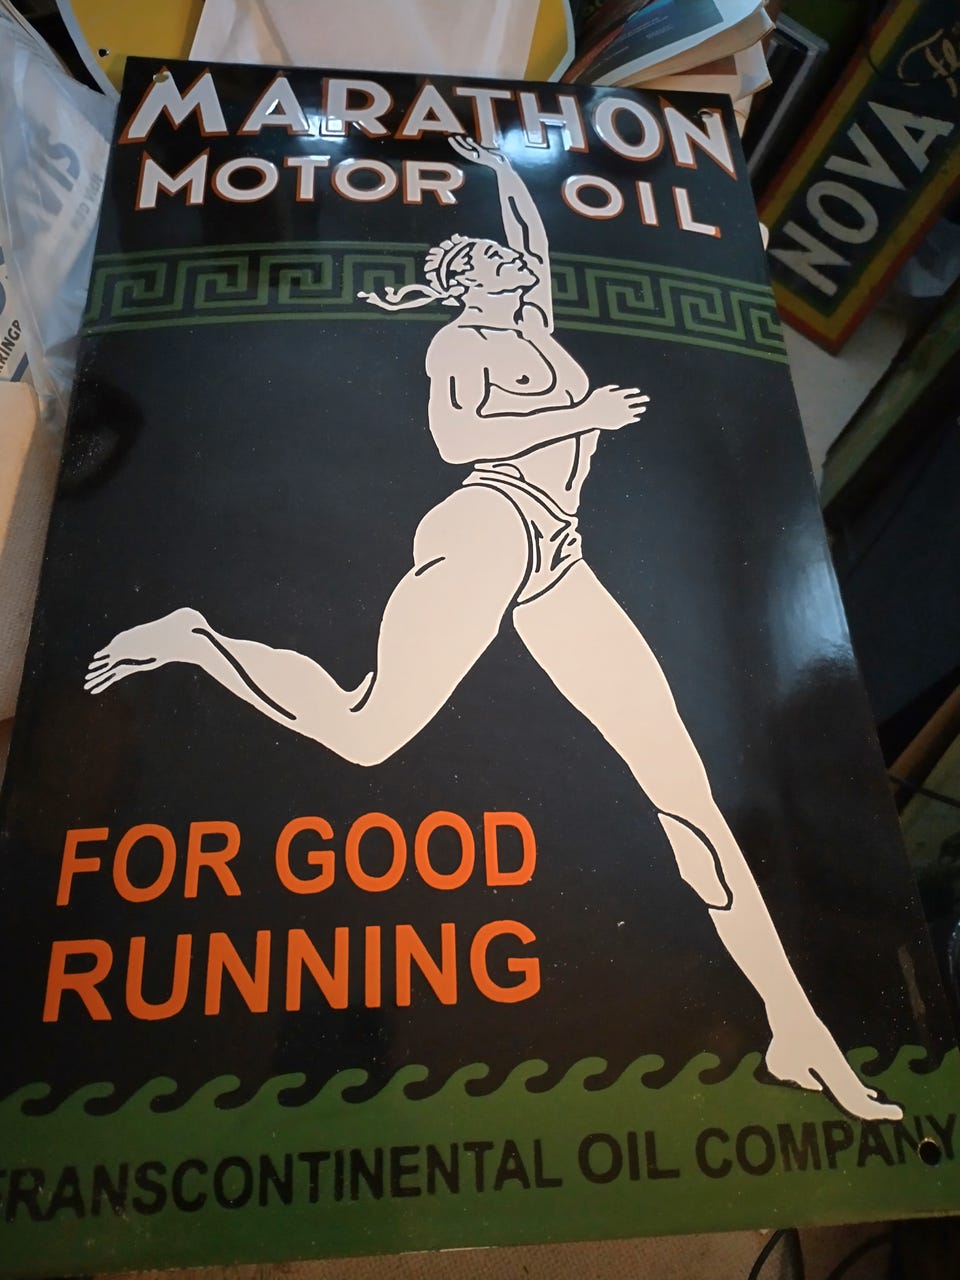 MARATHON
MOTOR OIL
FOR GOOD
RUNNING
TRANSCONTINENTAL OIL COMPANY
NOVA